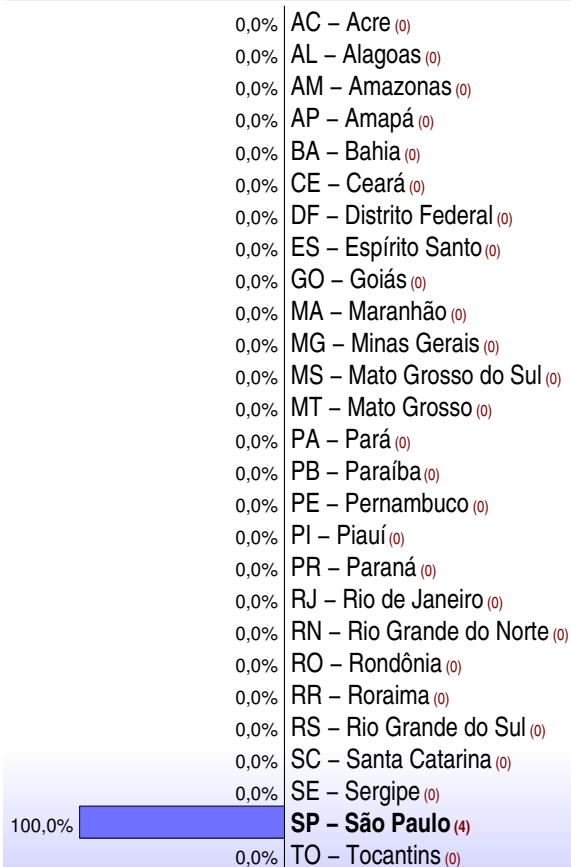 0,0% AC – Acre (0)
0,0% AL – Alagoas (0)
0,0% AM – Amazonas (0)
0,0% AP – Amapá (0)
0,0% BA – Bahia (0)
0,0% CE – Ceará (0)
0,0% DF – Distrito Federal (0)
0,0% ES – Espírito Santo (0)
0,0% GO – Goiás (0)
0,0% MA – Maranhão (0)
0,0% MG – Minas Gerais (0)
0,0% MS – Mato Grosso do Sul (0)
0,0% MT – Mato Grosso (0)
0,0% PA – Pará (0)
0,0% PB – Paraíba (0)
0,0% PE – Pernambuco (0)
0,0% PI – Piauí (0)
0,0% PR – Paraná (0)
0,0% RJ – Rio de Janeiro (0)
0,0% RN – Rio Grande do Norte (0)
0,0% RO – Rondônia (0)
0,0% RR – Roraima (0)
0,0% RS – Rio Grande do Sul (0)
0,0% SC – Santa Catarina (0)
0,0% SE – Sergipe (0)
100,0% SP – São Paulo (4)
0,0% TO – Tocantins (0)